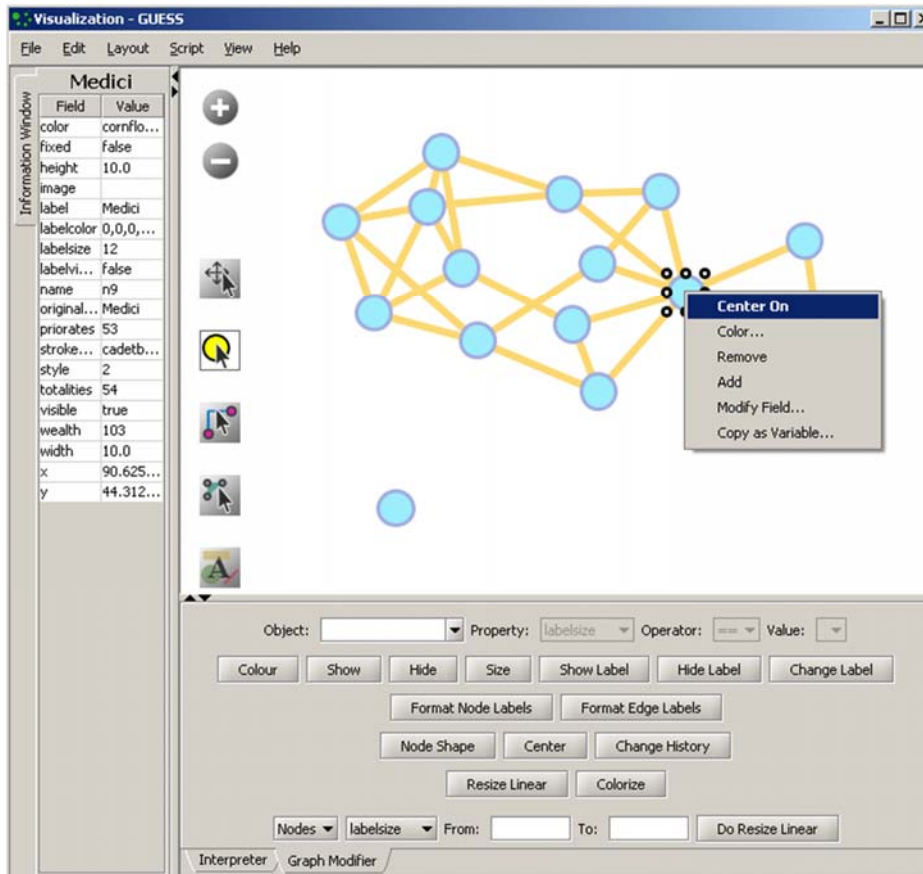 Visualization - GUESS
File Edit Layout Script View Help
Information Window
Medici
Field Value
color cornflo...
fixed false
height 10.0
image
label Medici
labelcolor 0,0,0,...
labelsize 12
labelvi... false
name n9
original... Medici
priorates 53
stroke... cadetb...
style 2
totalities 54
visible true
wealth 103
width 10.0
x 90.625...
y 44.312...
A
Center On
Color...
Remove
Add
Modify Field...
Copy as Variable...
Object: Property: labelsize Operator: == Value:
Colour Show Hide Size Show Label Hide Label Change Label
Format Node Labels Format Edge Labels
Node Shape Center Change History
Resize Linear Colorize
Nodes labelsize From: To: Do Resize Linear
Interpreter Graph Modifier